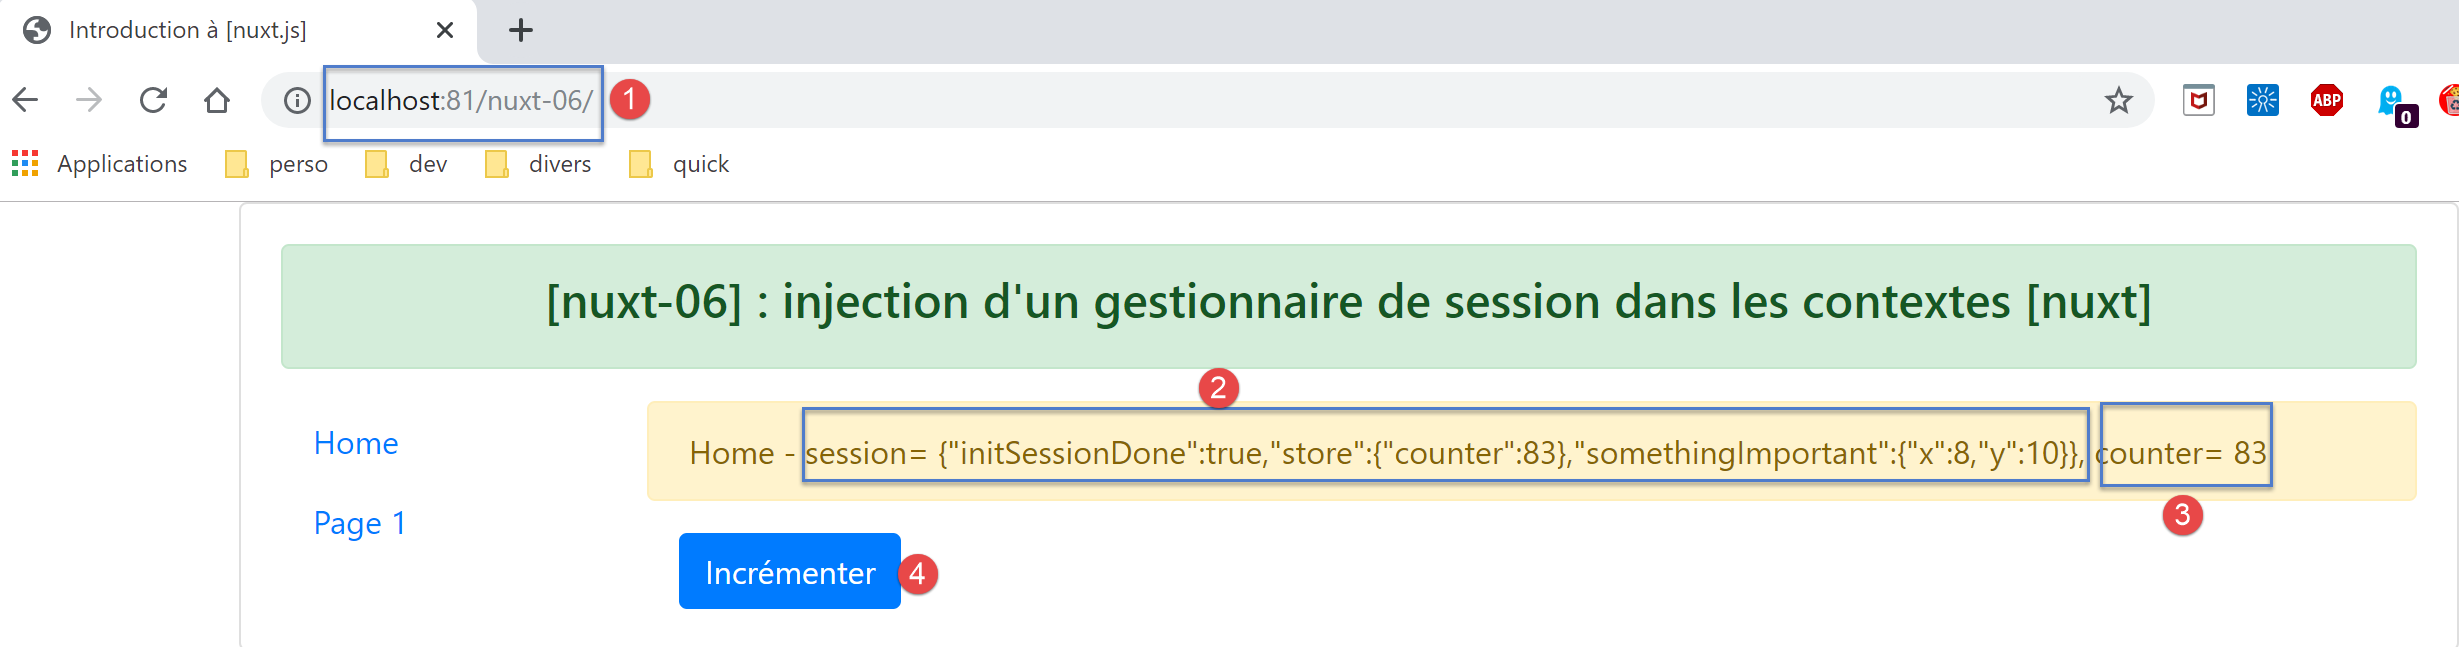 Introduction à [nuxt.js]
localhost:81/nuxt-06/ 1
ABP
0
Applications perso dev divers quick
[nuxt-06] : injection d'un gestionnaire de session dans les contextes [nuxt]
2
Home
Home - session= {"initSessionDone":true,"store":{"counter":83},"somethingImportant":{"x":8,"y":10}}, counter= 83
3
Page 1
Incrémenter 4